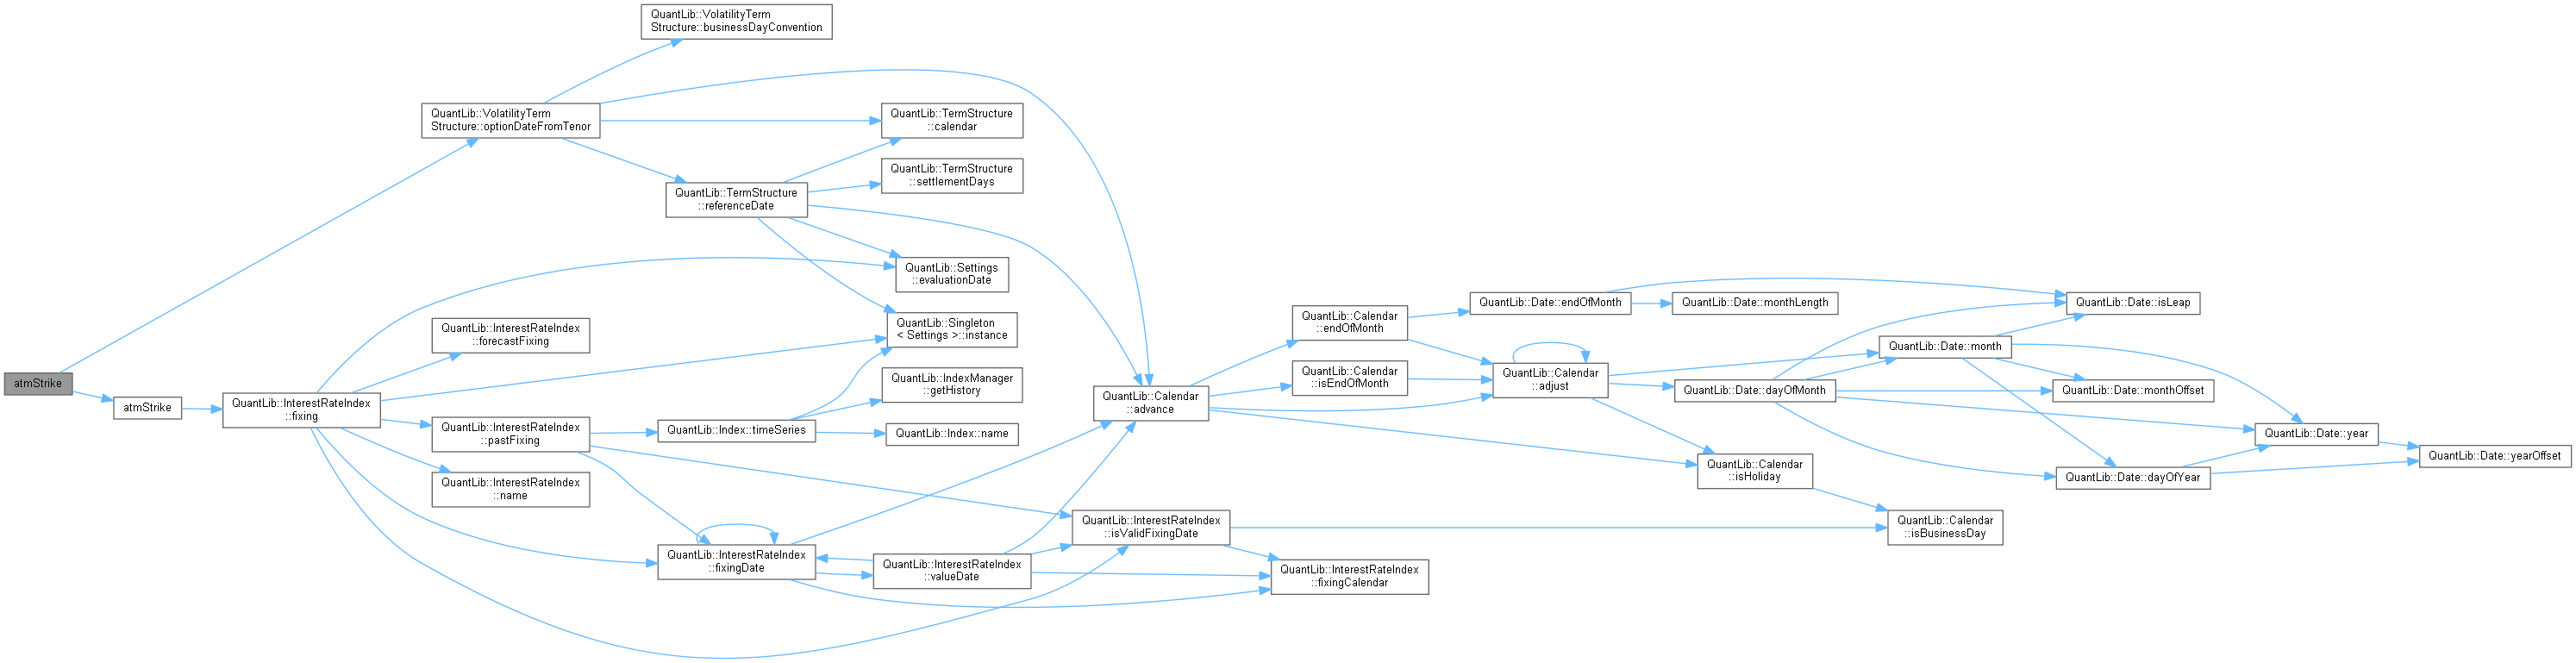 QuantLib::VolatilityTerm
Structure::businessDayConvention
QuantLib::VolatilityTerm
Structure::optionDateFromTenor
QuantLib::TermStructure
::calendar
QuantLib::TermStructure
::settlementDays
QuantLib::TermStructure
::referenceDate
QuantLib::Settings
::evaluationDate
QuantLib::Singleton
< Settings >::instance
QuantLib::InterestRateIndex
::forecastFixing
atmStrike
atmStrike
QuantLib::InterestRateIndex
::fixing
QuantLib::IndexManager
::getHistory
QuantLib::InterestRateIndex
::pastFixing
QuantLib::Index::timeSeries
QuantLib::Index::name
QuantLib::InterestRateIndex
::name
QuantLib::InterestRateIndex
::fixingDate
QuantLib::InterestRateIndex
::valueDate
QuantLib::InterestRateIndex
::isValidFixingDate
QuantLib::InterestRateIndex
::fixingCalendar
QuantLib::Calendar
::advance
QuantLib::Calendar
::endOfMonth
QuantLib::Calendar
::isEndOfMonth
QuantLib::Date::endOfMonth
QuantLib::Date::monthLength
QuantLib::Calendar
::adjust
QuantLib::Date::dayOfMonth
QuantLib::Calendar
::isHoliday
QuantLib::Calendar
::isBusinessDay
QuantLib::Date::isLeap
QuantLib::Date::month
QuantLib::Date::monthOffset
QuantLib::Date::year
QuantLib::Date::dayOfYear
QuantLib::Date::yearOffset